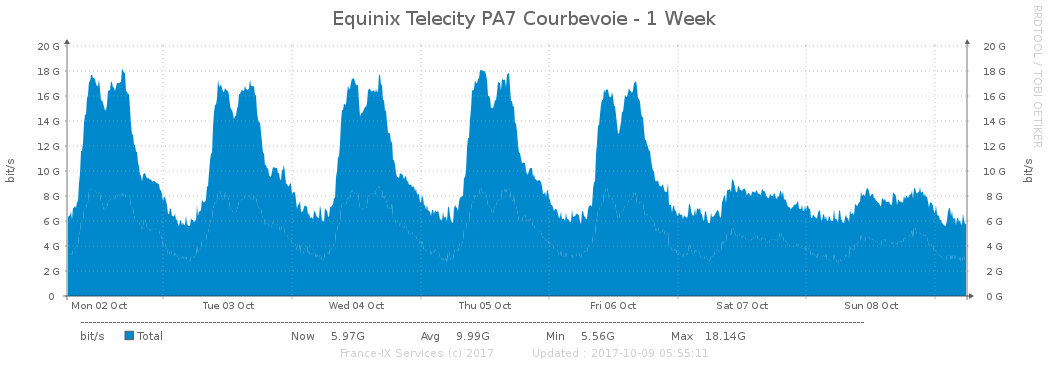 Equinix Telecity PA7 Courbevoie - 1 Week
RRDTOOL / TOBI OETIKER
bit/s
20 G 20 G
18 G 18 G
16 G 16 G
14 G 14 G
12 G 12 G
10 G 10 G
8 G 8 G
6 G 6 G
4 G 4 G
2 G 2 G
0 0 G
bit/s
Mon 02 Oct Tue 03 Oct Wed 04 Oct Thu 05 Oct Fri 06 Oct Sat 07 Oct Sun 08 Oct
bit/s Total Now 5.97G Avg 9.99G Min 5.56G Max 18.14G
France-IX Services (c) 2017 Updated : 2017-10-09 05:55:11